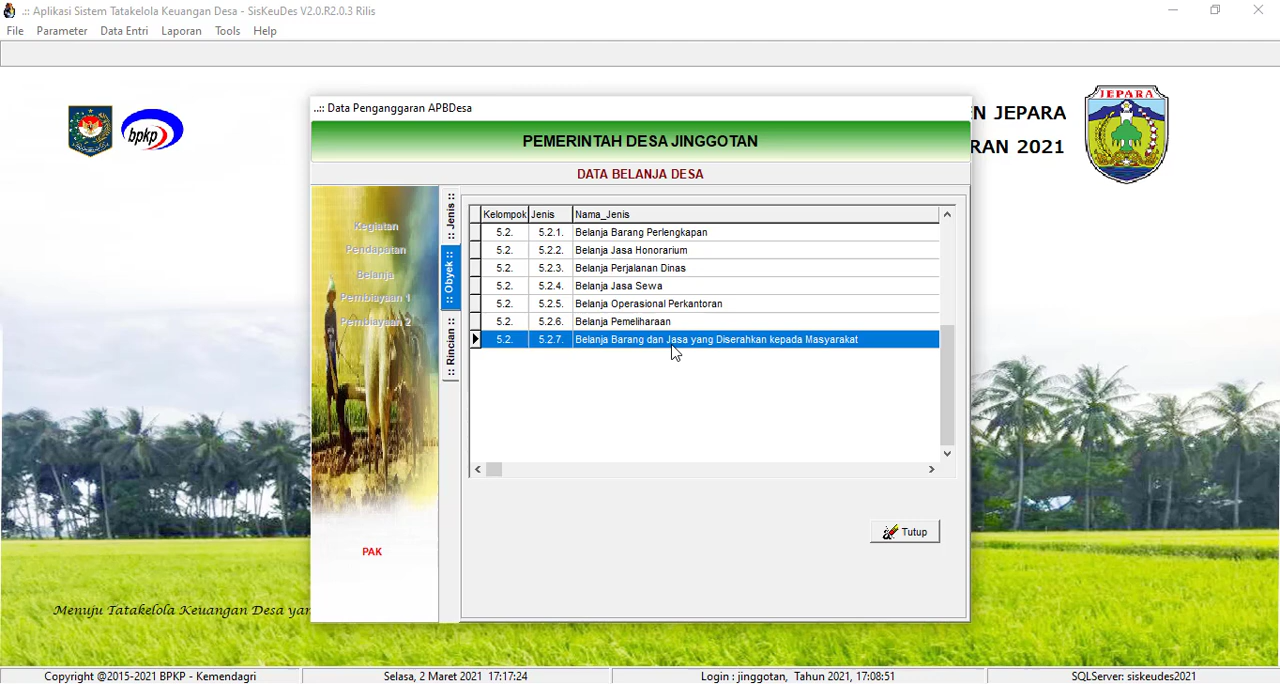 .:: Aplikasi Sistem Tatakelola Keuangan Desa - SisKeuDes V2.0.R2.0.3 Rilis
File Parameter Data Entri Laporan Tools Help
bpkp
N JEPARA
RAN 2021
JEPARA
..:: Data Penganggaran APBDesa
PEMERINTAH DESA JINGGOTAN
DATA BELANJA DESA
Kegiatan
Pendapatan
Belanja
Pembiayaan 1
Pembiayaan 2
PAK
:: Jenis ::
:: Obyek ::
:: Rincian ::
Kelompok Jenis Nama_Jenis
5.2. 5.2.1. Belanja Barang Perlengkapan
5.2. 5.2.2. Belanja Jasa Honorarium
5.2. 5.2.3. Belanja Perjalanan Dinas
5.2. 5.2.4. Belanja Jasa Sewa
5.2. 5.2.5. Belanja Operasional Perkantoran
5.2. 5.2.6. Belanja Pemeliharaan
5.2. 5.2.7. Belanja Barang dan Jasa yang Diserahkan kepada Masyarakat
Tutup
Menuju Tatakelola Keuangan Desa yan
Copyright @2015-2021 BPKP - Kemendagri
Selasa, 2 Maret 2021 17:17:24
Login : jinggotan, Tahun 2021, 17:08:51
SQLServer: siskeudes2021